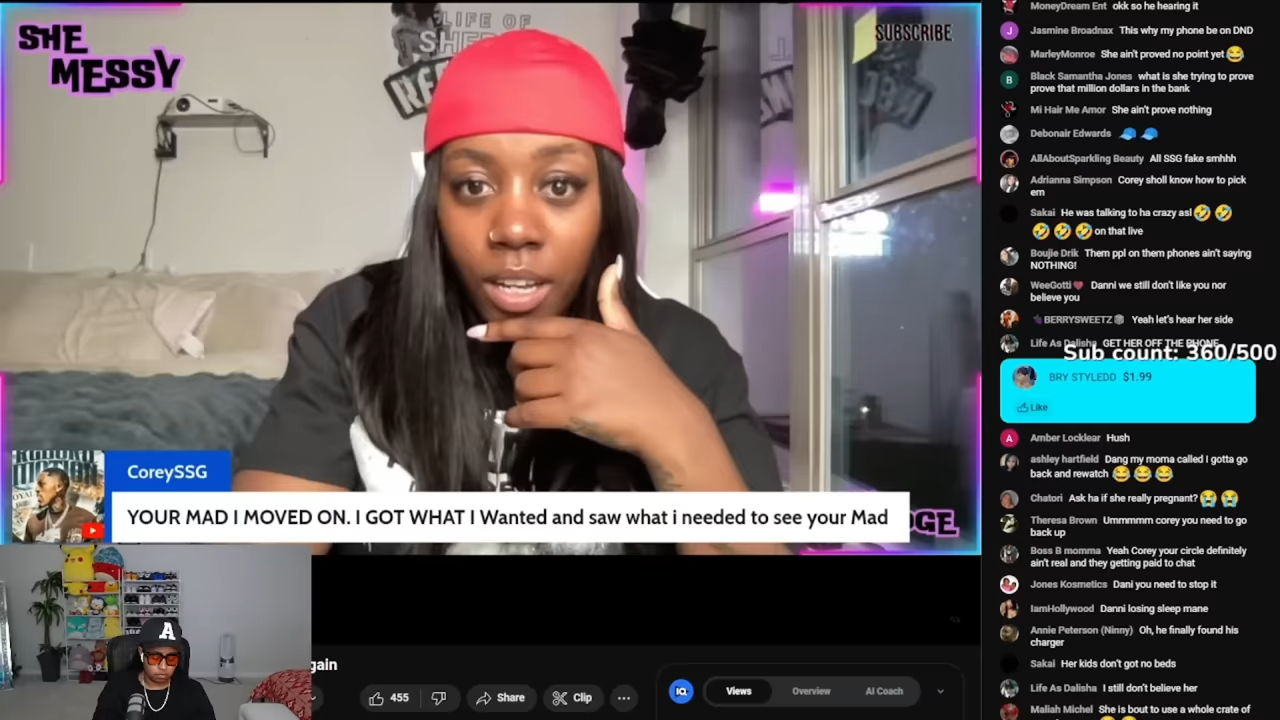 SHE
MESSY
LIFE OF
SUBSCRIBE
CoreySSG
YOUR MAD I MOVED ON. I GOT WHAT I Wanted and saw what i needed to see your Mad
A
gain
455
Share
Clip
IQ
Views
Overview
AI Coach
MoneyDream Ent okk so he hearing it
J Jasmine Broadnax This why my phone be on DND
MarleyMonroe She ain't proved no point yet 😂
B Black Samantha Jones what is she trying to prove
prove that million dollars in the bank
Mi Hair Me Amor She ain't prove nothing
Debonair Edwards 🧢 🧢
AllAboutSparkling Beauty All SSG fake smhhh
Adrianna Simpson Corey sholl know how to pick
em
Sakai He was talking to ha crazy asl 🤣 🤣
🤣 🤣 🤣 on that live
Boujie Drik Them ppl on them phones ain't saying
NOTHING!
WeeGotti Danni we still don't like you nor
believe you
BERRYSWEETZ Yeah let's hear her side
Life As Dalisha GET HER OFF THE PHONE
Sub count: 360/500
BRY STYLEDD $1.99
Like
A Amber Locklear Hush
ashley hartfield Dang my moma called I gotta go
back and rewatch 😂 😂 😂
Chatori Ask ha if she really pregnant? 😭 😭
Theresa Brown Ummmmm corey you need to go
back up
Boss B momma Yeah Corey your circle definitely
ain't real and they getting paid to chat
Jones Kosmetics Dani you need to stop it
IamHollywood Danni losing sleep mane
Annie Peterson (Ninny) Oh, he finally found his
charger
Sakai Her kids don't got no beds
Life As Dalisha I still don't believe her
Maliah Michel She is bout to use a whole crate of